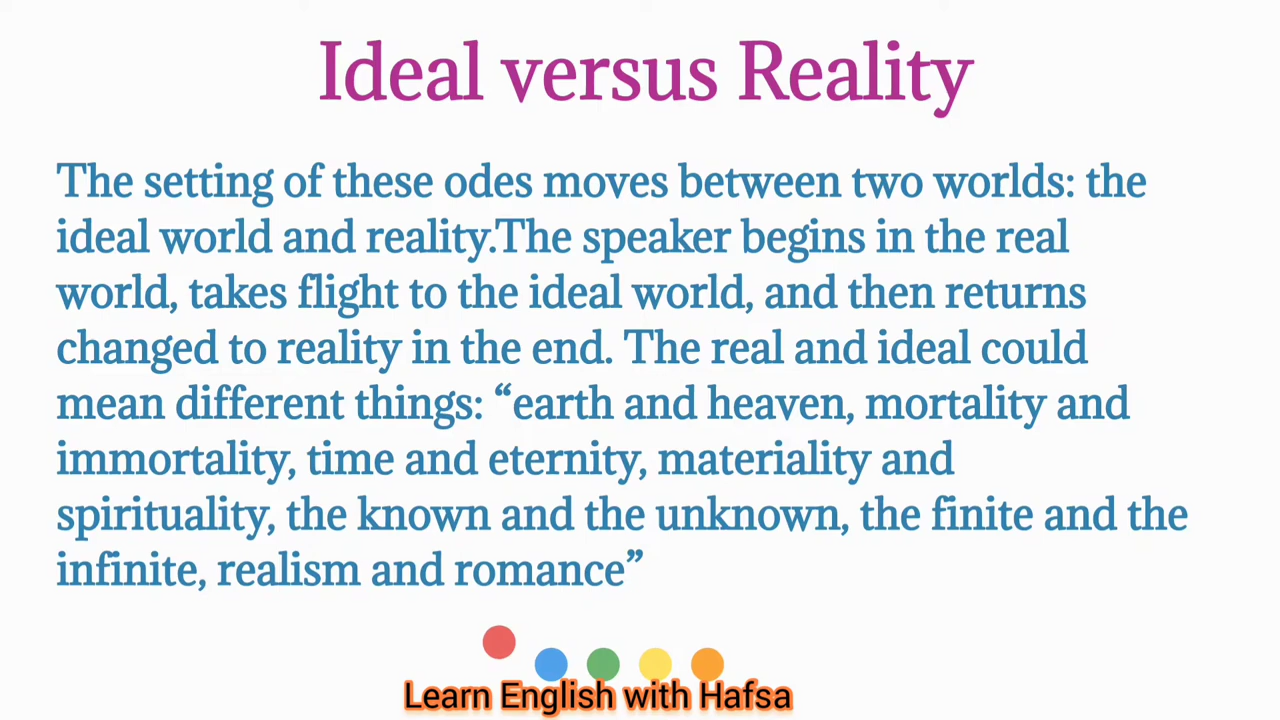 Ideal versus Reality
The setting of these odes moves between two worlds: the
ideal world and reality.The speaker begins in the real
world, takes flight to the ideal world, and then returns
changed to reality in the end. The real and ideal could
mean different things: “earth and heaven, mortality and
immortality, time and eternity, materiality and
spirituality, the known and the unknown, the finite and the
infinite, realism and romance”
Learn English with Hafsa